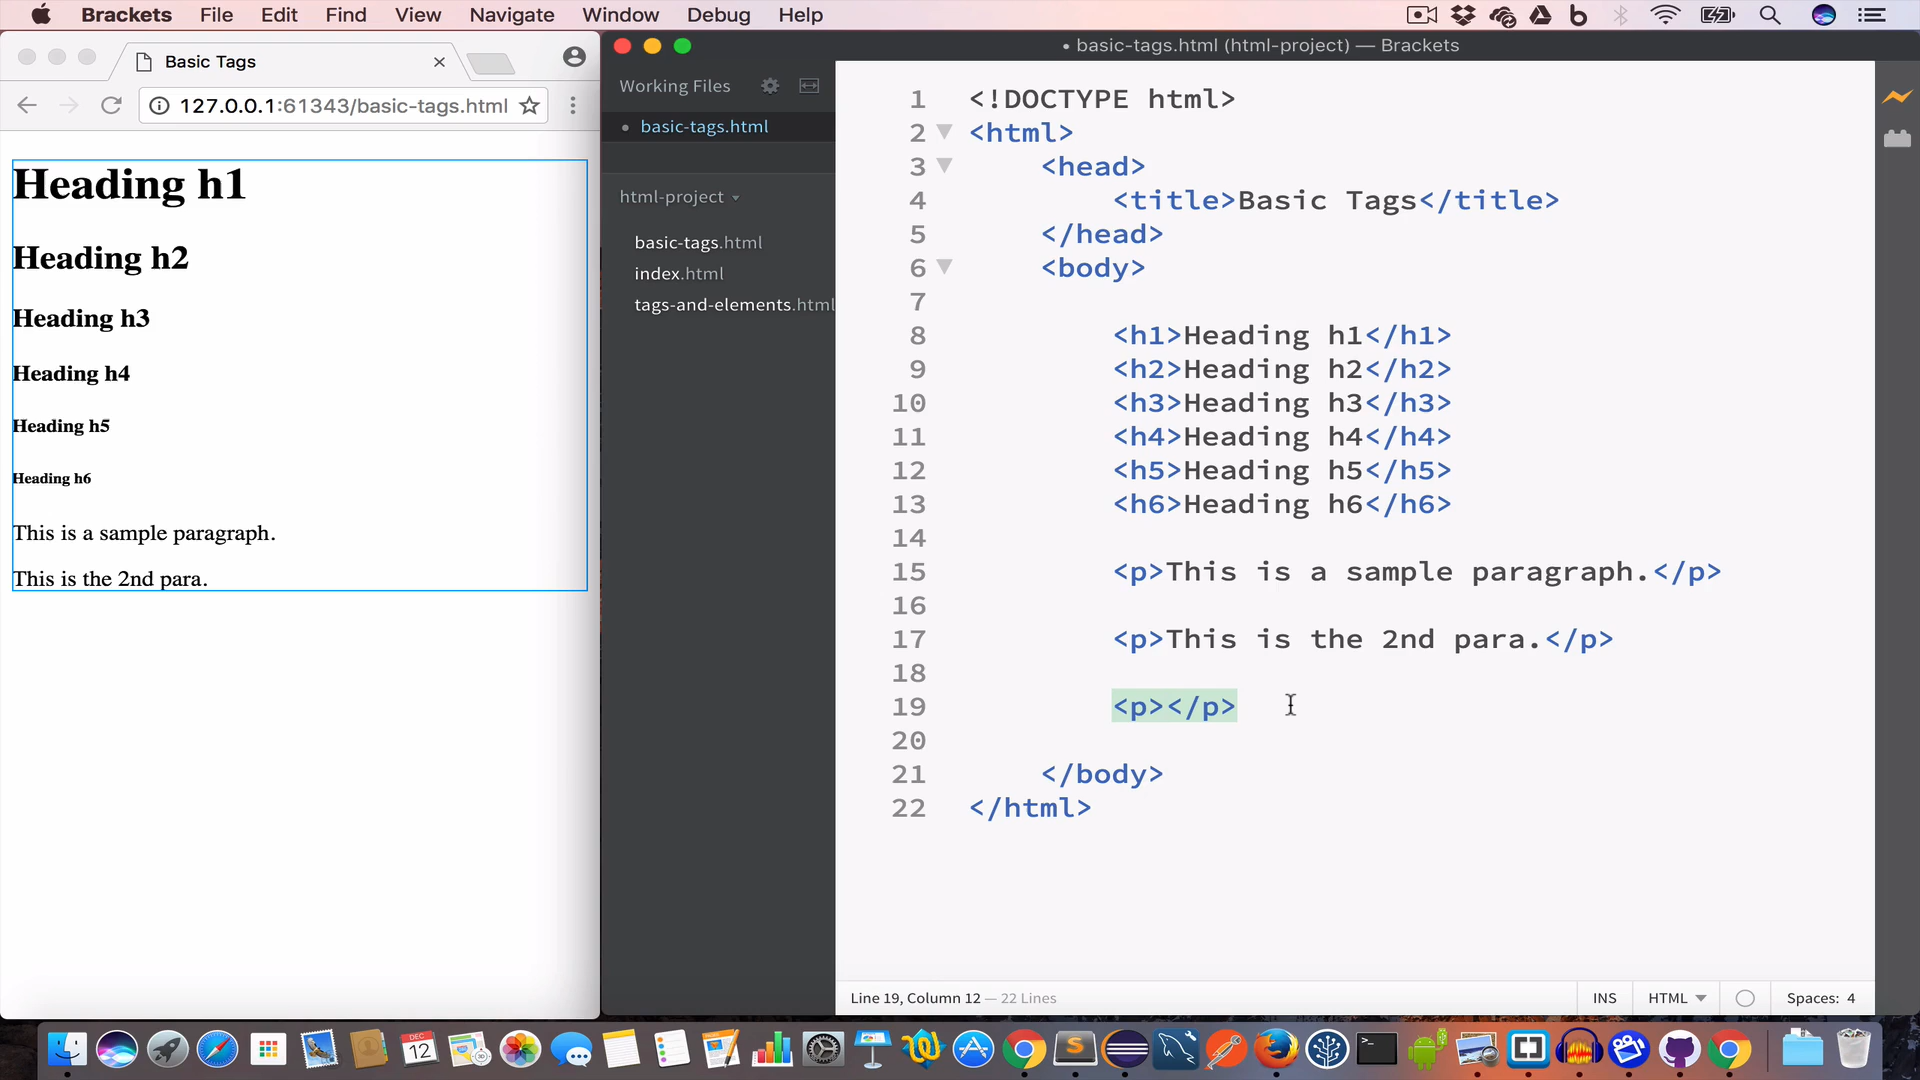 Brackets File Edit Find View Navigate Window Debug Help
Basic Tags
127.0.0.1:61343/basic-tags.html
Heading h1
Heading h2
Heading h3
Heading h4
Heading h5
Heading h6
This is a sample paragraph.
This is the 2nd para.
• basic-tags.html (html-project) — Brackets
Working Files
• basic-tags.html
html-project
basic-tags.html
index.html
tags-and-elements.html
1 <!DOCTYPE html>
2 <html>
3 <head>
4 <title>Basic Tags</title>
5 </head>
6 <body>
7
8 <h1>Heading h1</h1>
9 <h2>Heading h2</h2>
10 <h3>Heading h3</h3>
11 <h4>Heading h4</h4>
12 <h5>Heading h5</h5>
13 <h6>Heading h6</h6>
14
15 <p>This is a sample paragraph.</p>
16
17 <p>This is the 2nd para.</p>
18
19 <p></p>
20
21 </body>
22 </html>
Line 19, Column 12 — 22 Lines
INS HTML Spaces: 4
DEC
12